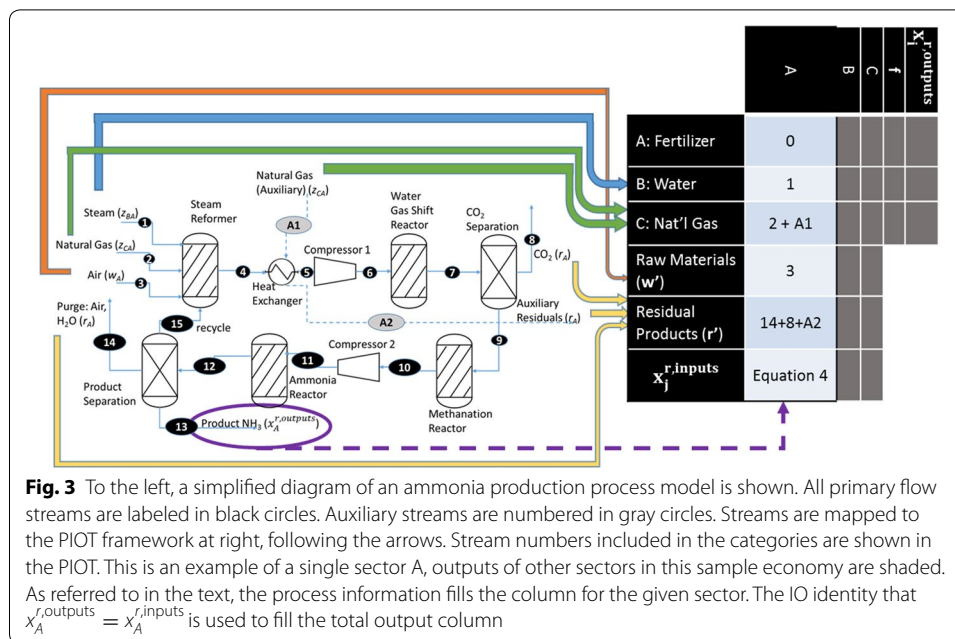 Natural Gas
(Auxiliary) (z_CA)
Steam
Reformer
Water
Gas Shift
Reactor
CO₂
Separation
Steam (z_BA)
1
Natural Gas (z_CA)
2
Air (w_A)
3
4
A1
Heat
Exchanger
5
Compressor 1
6
7
8
CO₂ (r_A)
Auxiliary
Residuals (r_A)
A2
9
Purge: Air,
H₂O (r_A)
14
15
recycle
Product
Separation
12
11
Ammonia
Reactor
Compressor 2
10
Methanation
Reactor
13
Product NH₃ (x_A^{r,outputs})
A
B
C
f
X_i^{r,outputs}
A: Fertilizer
0
B: Water
1
C: Nat'l Gas
2 + A1
Raw Materials
(w')
3
Residual
Products (r')
14+8+A2
x_j^{r,inputs}
Equation 4
Fig. 3 To the left, a simplified diagram of an ammonia production process model is shown. All primary flow
streams are labeled in black circles. Auxiliary streams are numbered in gray circles. Streams are mapped to
the PIOT framework at right, following the arrows. Stream numbers included in the categories are shown in
the PIOT. This is an example of a single sector A, outputs of other sectors in this sample economy are shaded.
As referred to in the text, the process information fills the column for the given sector. The IO identity that
x_A^{r,outputs} = x_A^{r,inputs} is used to fill the total output column